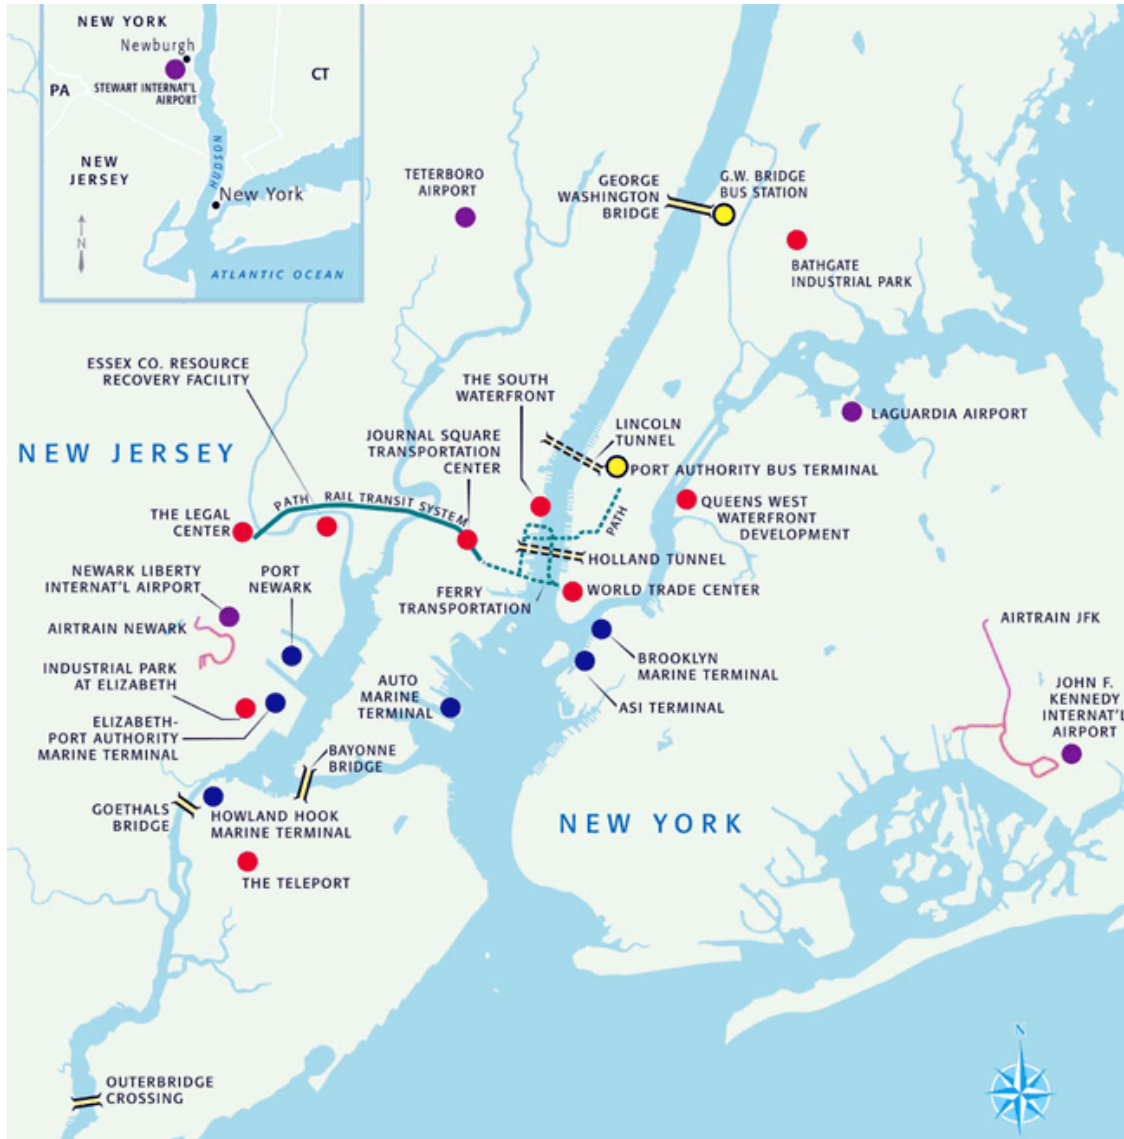 NEW YORK
Newburgh
STEWART INTERNAT'L
AIRPORT
PA
CT
NEW
JERSEY
HUDSON
New York
N
ATLANTIC OCEAN
TETERBORO
AIRPORT
GEORGE
WASHINGTON
BRIDGE
G.W. BRIDGE
BUS STATION
BATHGATE
INDUSTRIAL PARK
ESSEX CO. RESOURCE
RECOVERY FACILITY
THE SOUTH
WATERFRONT
LAGUARDIA AIRPORT
NEW JERSEY
JOURNAL SQUARE
TRANSPORTATION
CENTER
LINCOLN
TUNNEL
PORT AUTHORITY BUS TERMINAL
PATH RAIL TRANSIT SYSTEM
PATH
QUEENS WEST
WATERFRONT
DEVELOPMENT
THE LEGAL
CENTER
HOLLAND TUNNEL
NEWARK LIBERTY
INTERNAT'L AIRPORT
PORT
NEWARK
FERRY
TRANSPORTATION
WORLD TRADE CENTER
AIRTRAIN NEWARK
AIRTRAIN JFK
INDUSTRIAL PARK
AT ELIZABETH
AUTO
MARINE
TERMINAL
BROOKLYN
MARINE TERMINAL
ASI TERMINAL
JOHN F.
KENNEDY
INTERNAT'L
AIRPORT
ELIZABETH-
PORT AUTHORITY
MARINE TERMINAL
BAYONNE
BRIDGE
GOETHALS
BRIDGE
HOWLAND HOOK
MARINE TERMINAL
NEW YORK
THE TELEPORT
N
OUTERBRIDGE
CROSSING